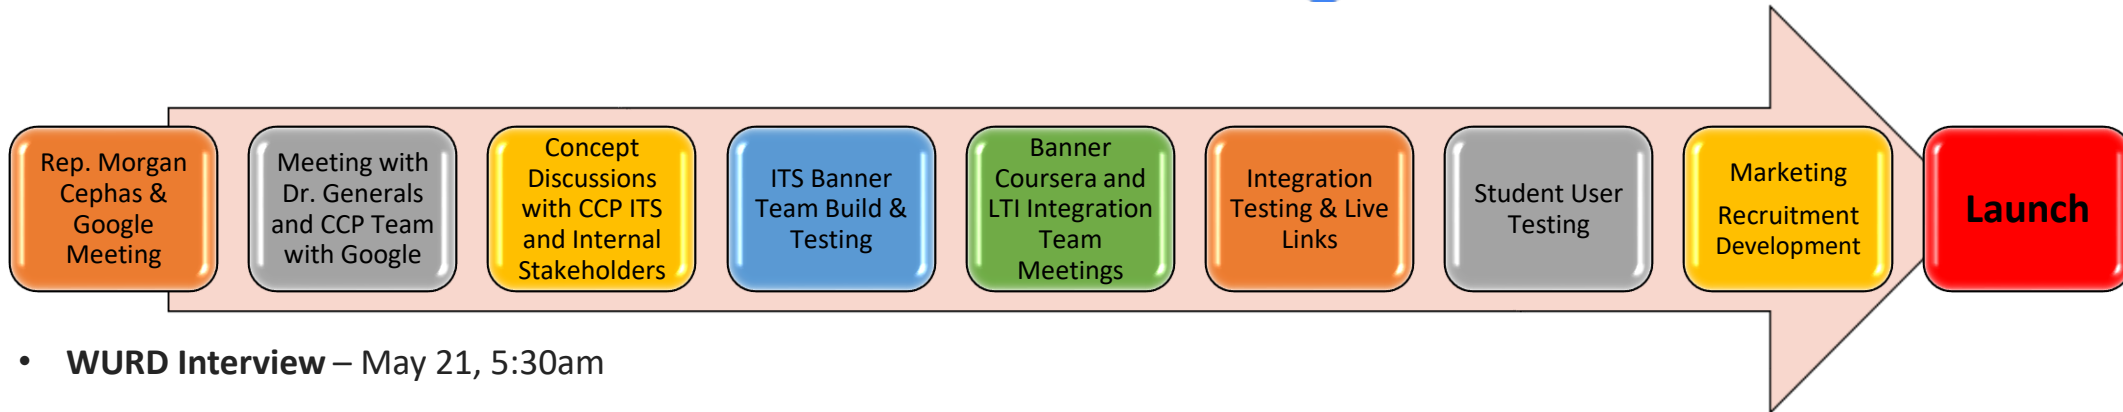 Rep. Morgan
Cephas &
Google
Meeting
Meeting with
Dr. Generals
and CCP Team
with Google
Concept
Discussions
with CCP ITS
and Internal
Stakeholders
ITS Banner
Team Build &
Testing
Banner
Coursera and
LTI Integration
Team
Meetings
Integration
Testing & Live
Links
Student User
Testing
Marketing
Recruitment
Development
Launch
• WURD Interview – May 21, 5:30am